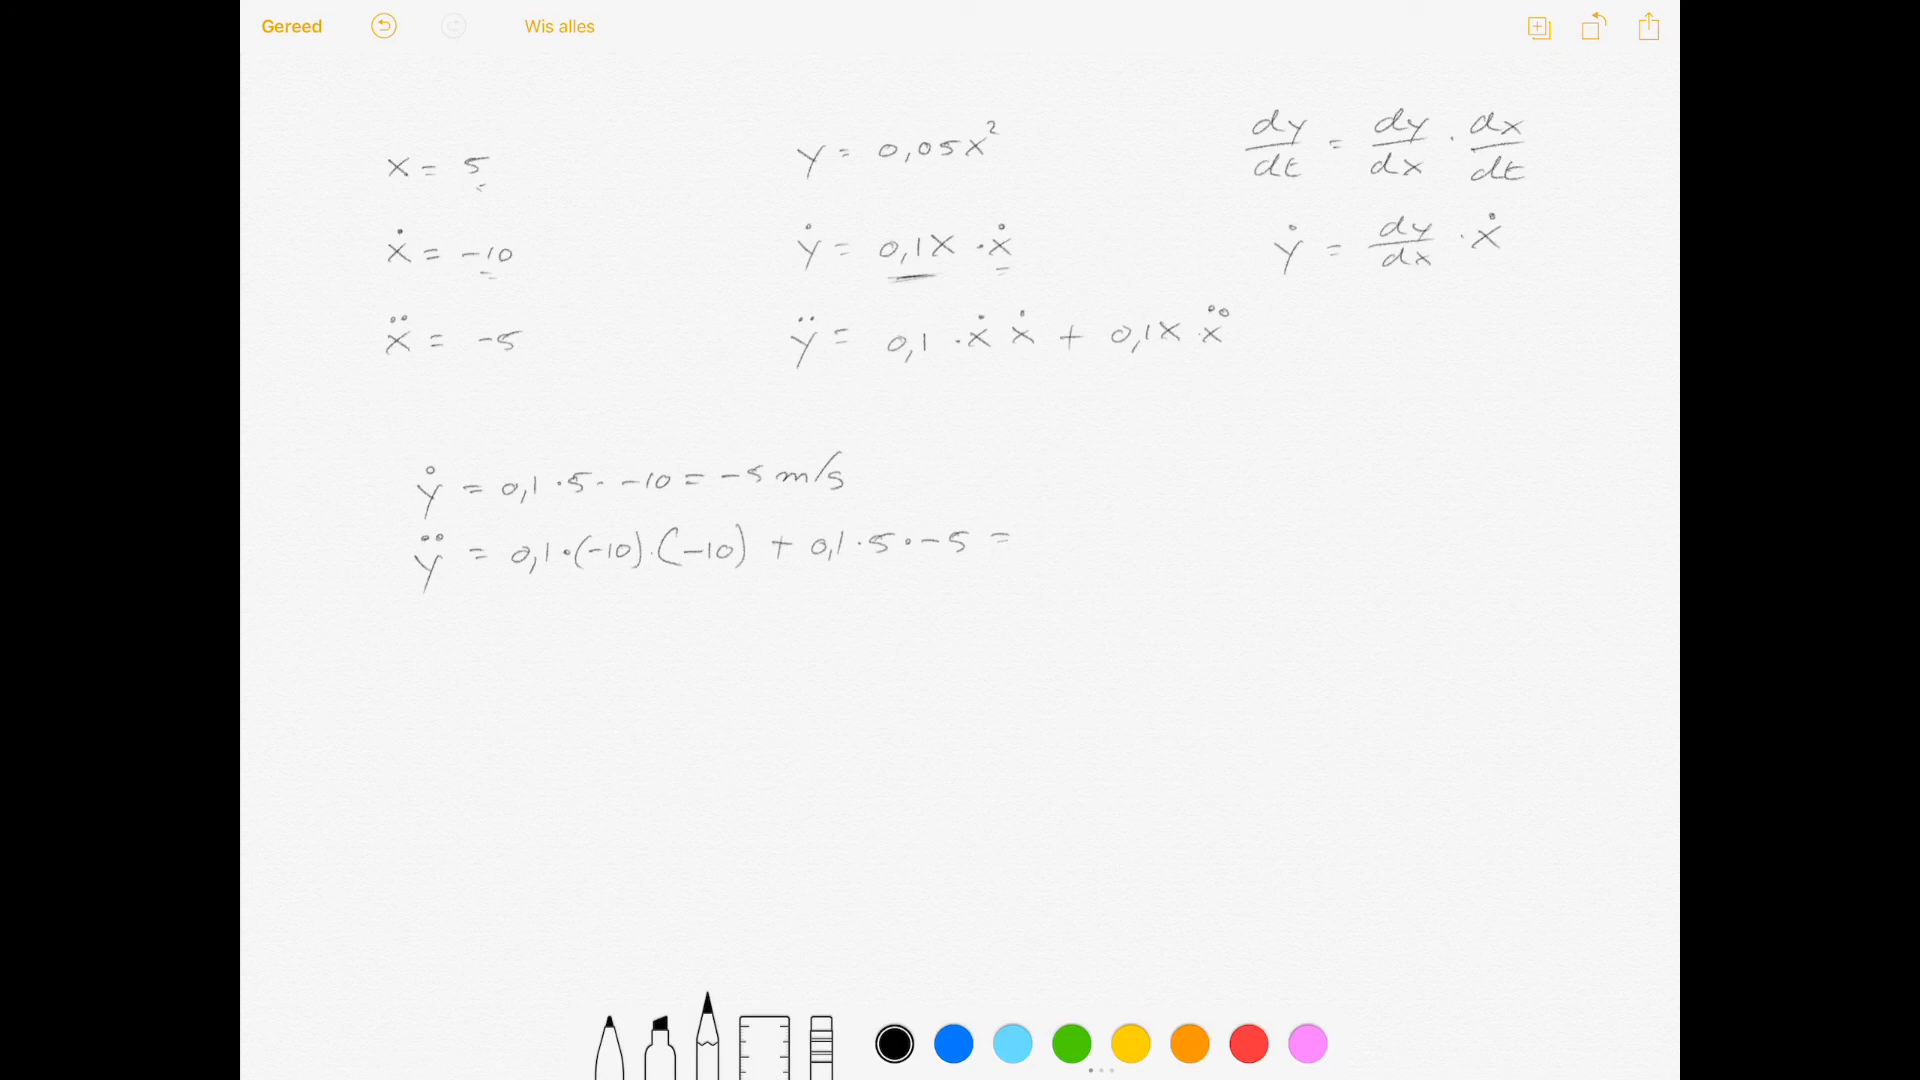 Gereed Wis alles
x = 5
ẋ = -10
ẍ = -5
y = 0,05x²
ẏ = 0,1x · ẋ
ÿ = 0,1 · ẋ ẋ + 0,1x · ẍ
dy/dt = dy/dx · dx/dt
ẏ = dy/dx · ẋ
ẏ = 0,1 · 5 · -10 = -5 m/s
ÿ = 0,1 · (-10) · (-10) + 0,1 · 5 · -5 =